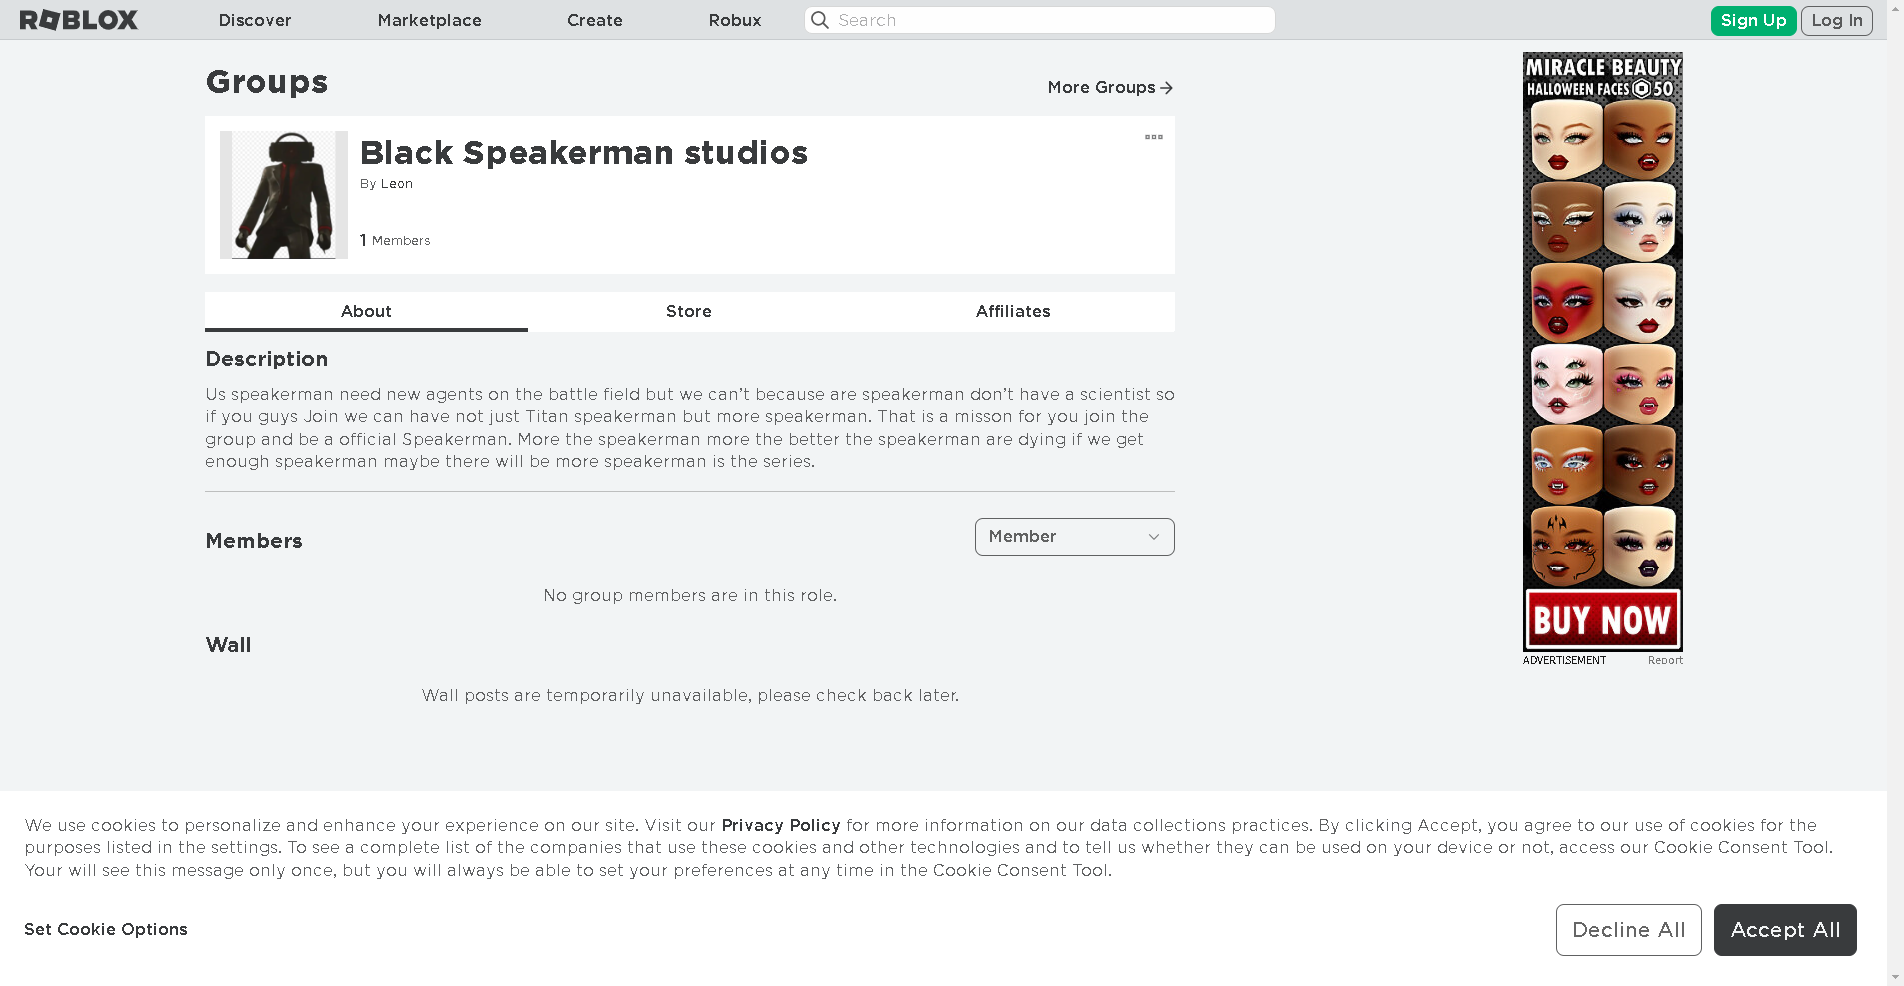 ROBLOX
Discover
Marketplace
Create
Robux
Search
Sign Up
Log In
Groups
More Groups
Black Speakerman studios
By Leon
1 Members
About
Store
Affiliates
Description
Us speakerman need new agents on the battle field but we can’t because are speakerman don’t have a scientist so
if you guys Join we can have not just Titan speakerman but more speakerman. That is a misson for you join the
group and be a official Speakerman. More the speakerman more the better the speakerman are dying if we get
enough speakerman maybe there will be more speakerman is the series.
Members
Member
No group members are in this role.
Wall
Wall posts are temporarily unavailable, please check back later.
MIRACLE BEAUTY
HALLOWEEN FACES 50
BUY NOW
ADVERTISEMENT
Report
We use cookies to personalize and enhance your experience on our site. Visit our Privacy Policy for more information on our data collections practices. By clicking Accept, you agree to our use of cookies for the
purposes listed in the settings. To see a complete list of the companies that use these cookies and other technologies and to tell us whether they can be used on your device or not, access our Cookie Consent Tool.
Your will see this message only once, but you will always be able to set your preferences at any time in the Cookie Consent Tool.
Set Cookie Options
Decline All
Accept All